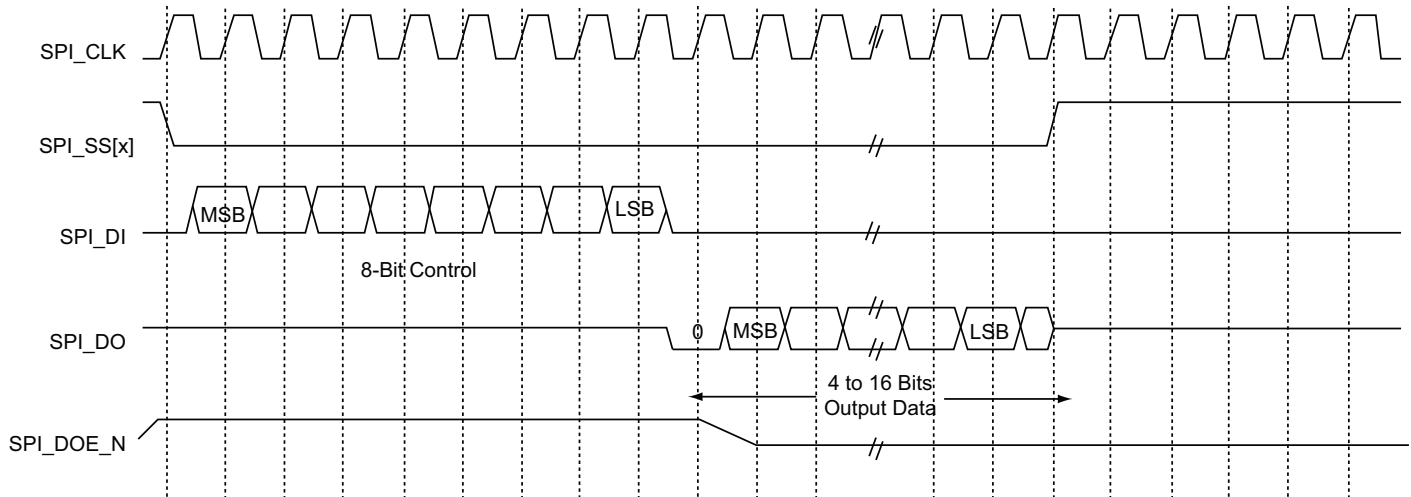 SPI_CLK
SPI_SS[x]
MSB
LSB
SPI_DI
8-Bit Control
0
MSB
LSB
SPI_DO
4 to 16 Bits
Output Data
SPI_DOE_N